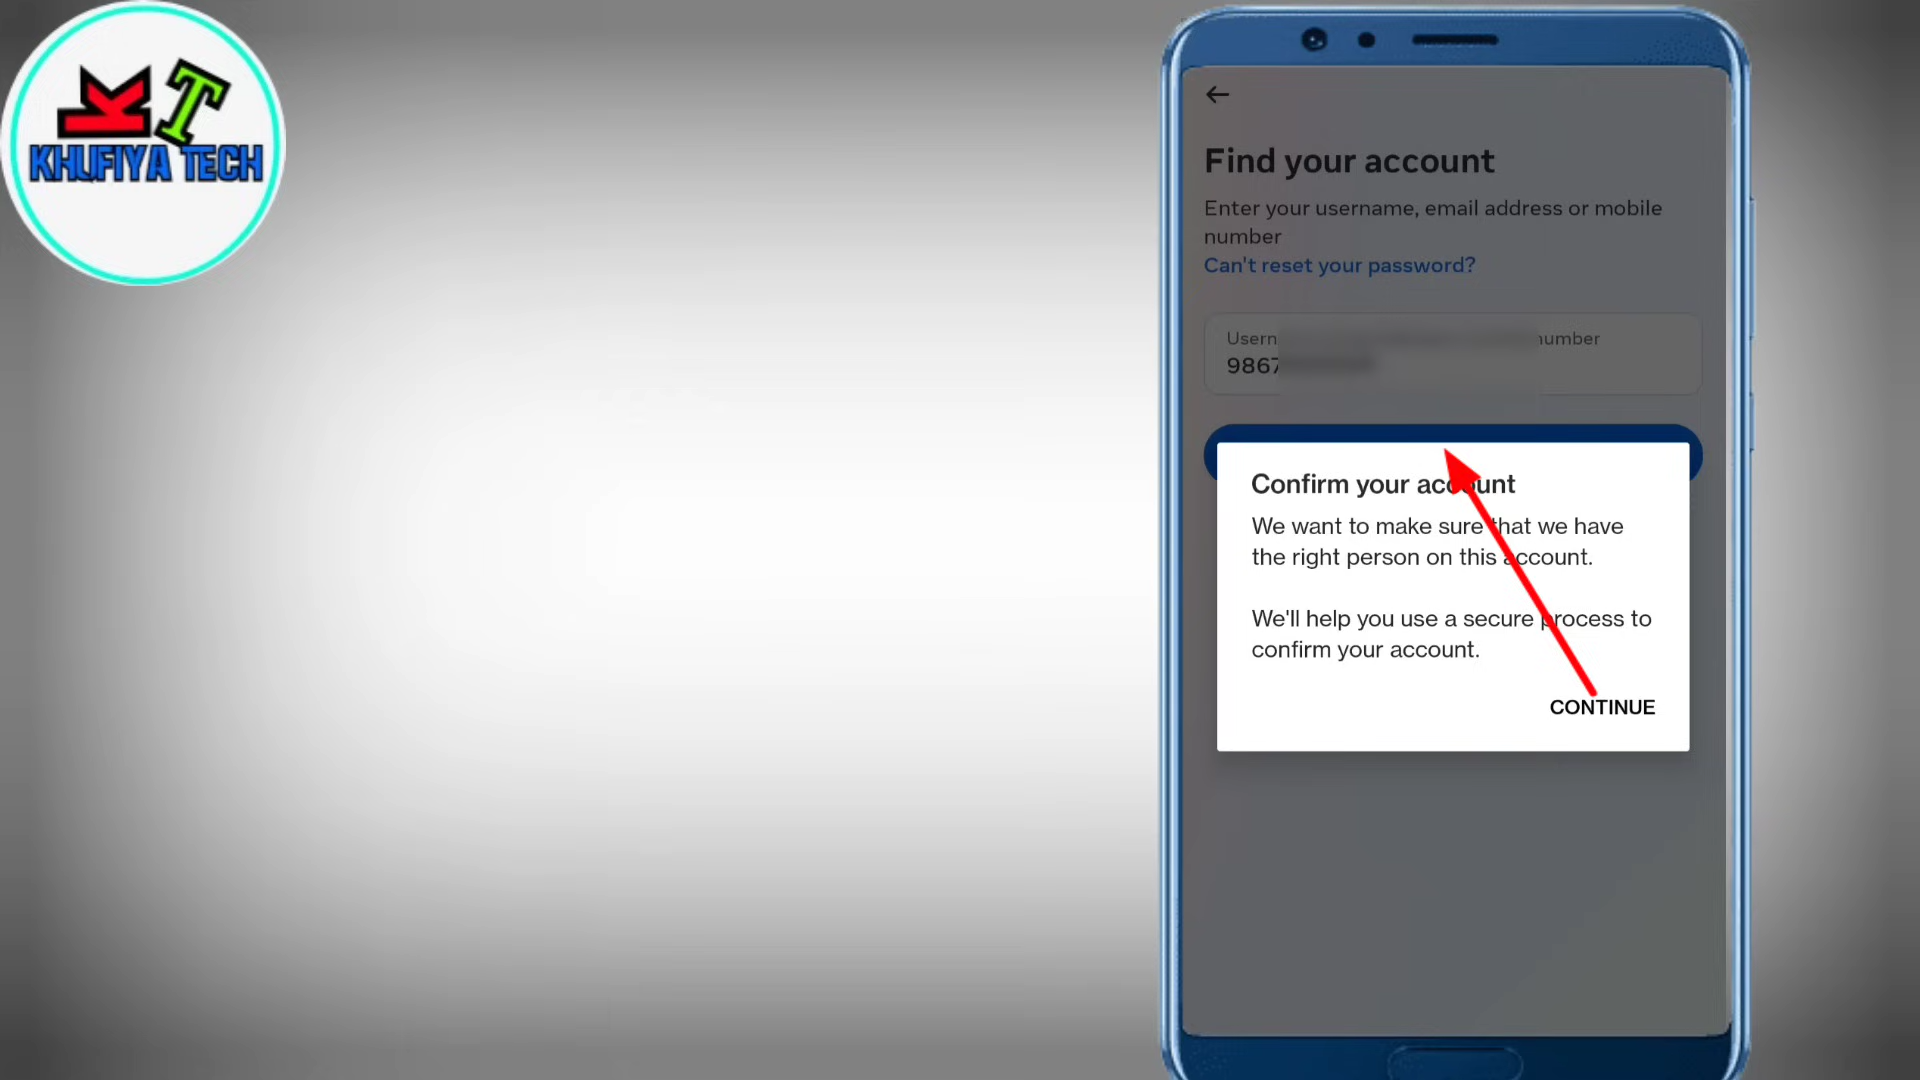 KT
KHUFIYA TECH
Find your account
Enter your username, email address or mobile
number
Can't reset your password?
number
Confirm your account
We want to make sure that we have
the right person on this account.
We'll help you use a secure process to
confirm your account.
CONTINUE